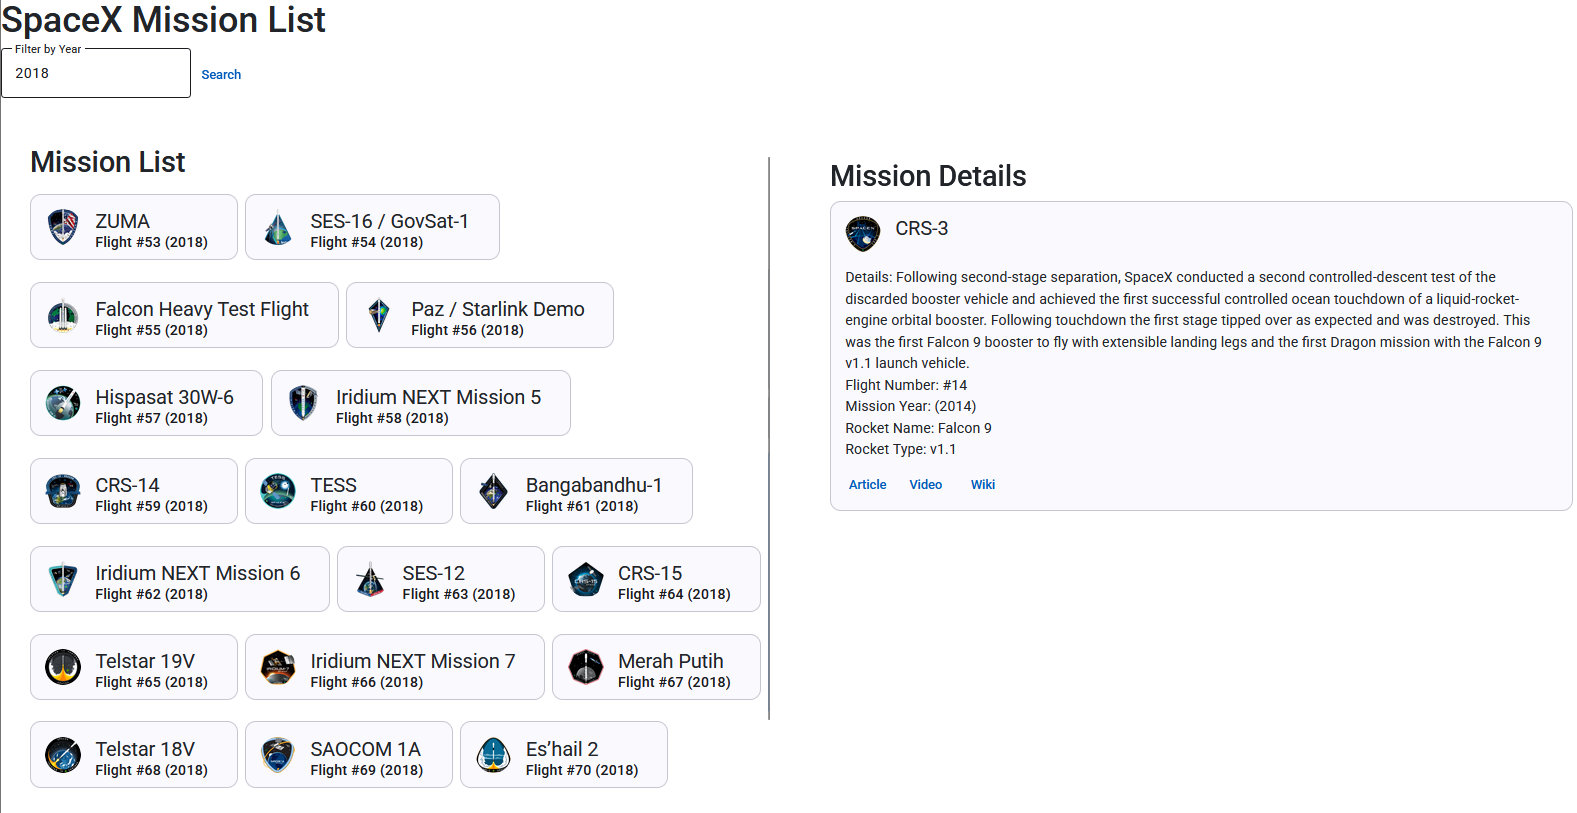 SpaceX Mission List
Filter by Year
2018
Search
Mission List
ZUMA
Flight #53 (2018)
SES-16 / GovSat-1
Flight #54 (2018)
Falcon Heavy Test Flight
Flight #55 (2018)
Paz / Starlink Demo
Flight #56 (2018)
Hispasat 30W-6
Flight #57 (2018)
Iridium NEXT Mission 5
Flight #58 (2018)
CRS-14
Flight #59 (2018)
TESS
Flight #60 (2018)
Bangabandhu-1
Flight #61 (2018)
Iridium NEXT Mission 6
Flight #62 (2018)
SES-12
Flight #63 (2018)
CRS-15
Flight #64 (2018)
Telstar 19V
Flight #65 (2018)
Iridium NEXT Mission 7
Flight #66 (2018)
Merah Putih
Flight #67 (2018)
Telstar 18V
Flight #68 (2018)
SAOCOM 1A
Flight #69 (2018)
Es’hail 2
Flight #70 (2018)
Mission Details
CRS-3
Details: Following second-stage separation, SpaceX conducted a second controlled-descent test of the
discarded booster vehicle and achieved the first successful controlled ocean touchdown of a liquid-rocket-
engine orbital booster. Following touchdown the first stage tipped over as expected and was destroyed. This
was the first Falcon 9 booster to fly with extensible landing legs and the first Dragon mission with the Falcon 9
v1.1 launch vehicle.
Flight Number: #14
Mission Year: (2014)
Rocket Name: Falcon 9
Rocket Type: v1.1
Article
Video
Wiki